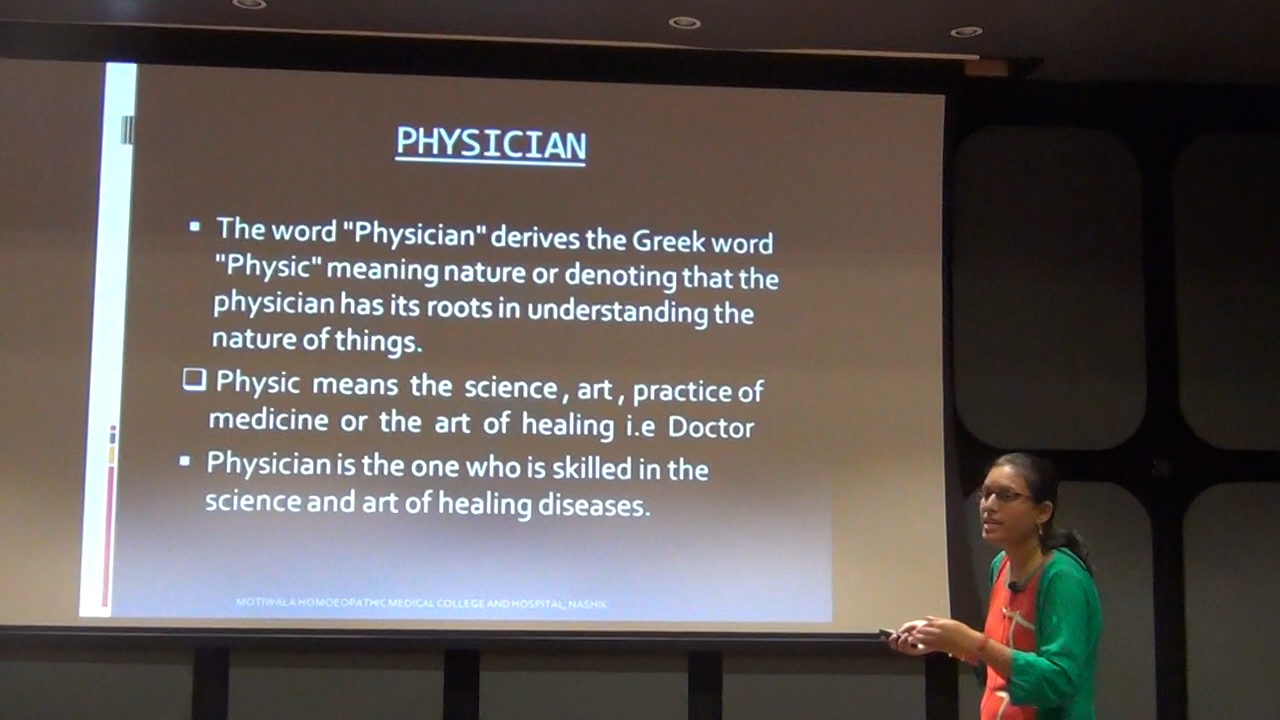 PHYSICIAN
The word "Physician" derives the Greek word
"Physic" meaning nature or denoting that the
physician has its roots in understanding the
nature of things.
Physic means the science , art , practice of
medicine or the art of healing i.e Doctor
Physician is the one who is skilled in the
science and art of healing diseases.
MOTIWALA HOMOEOPATHIC MEDICAL COLLEGE AND HOSPITAL, NASHIK.